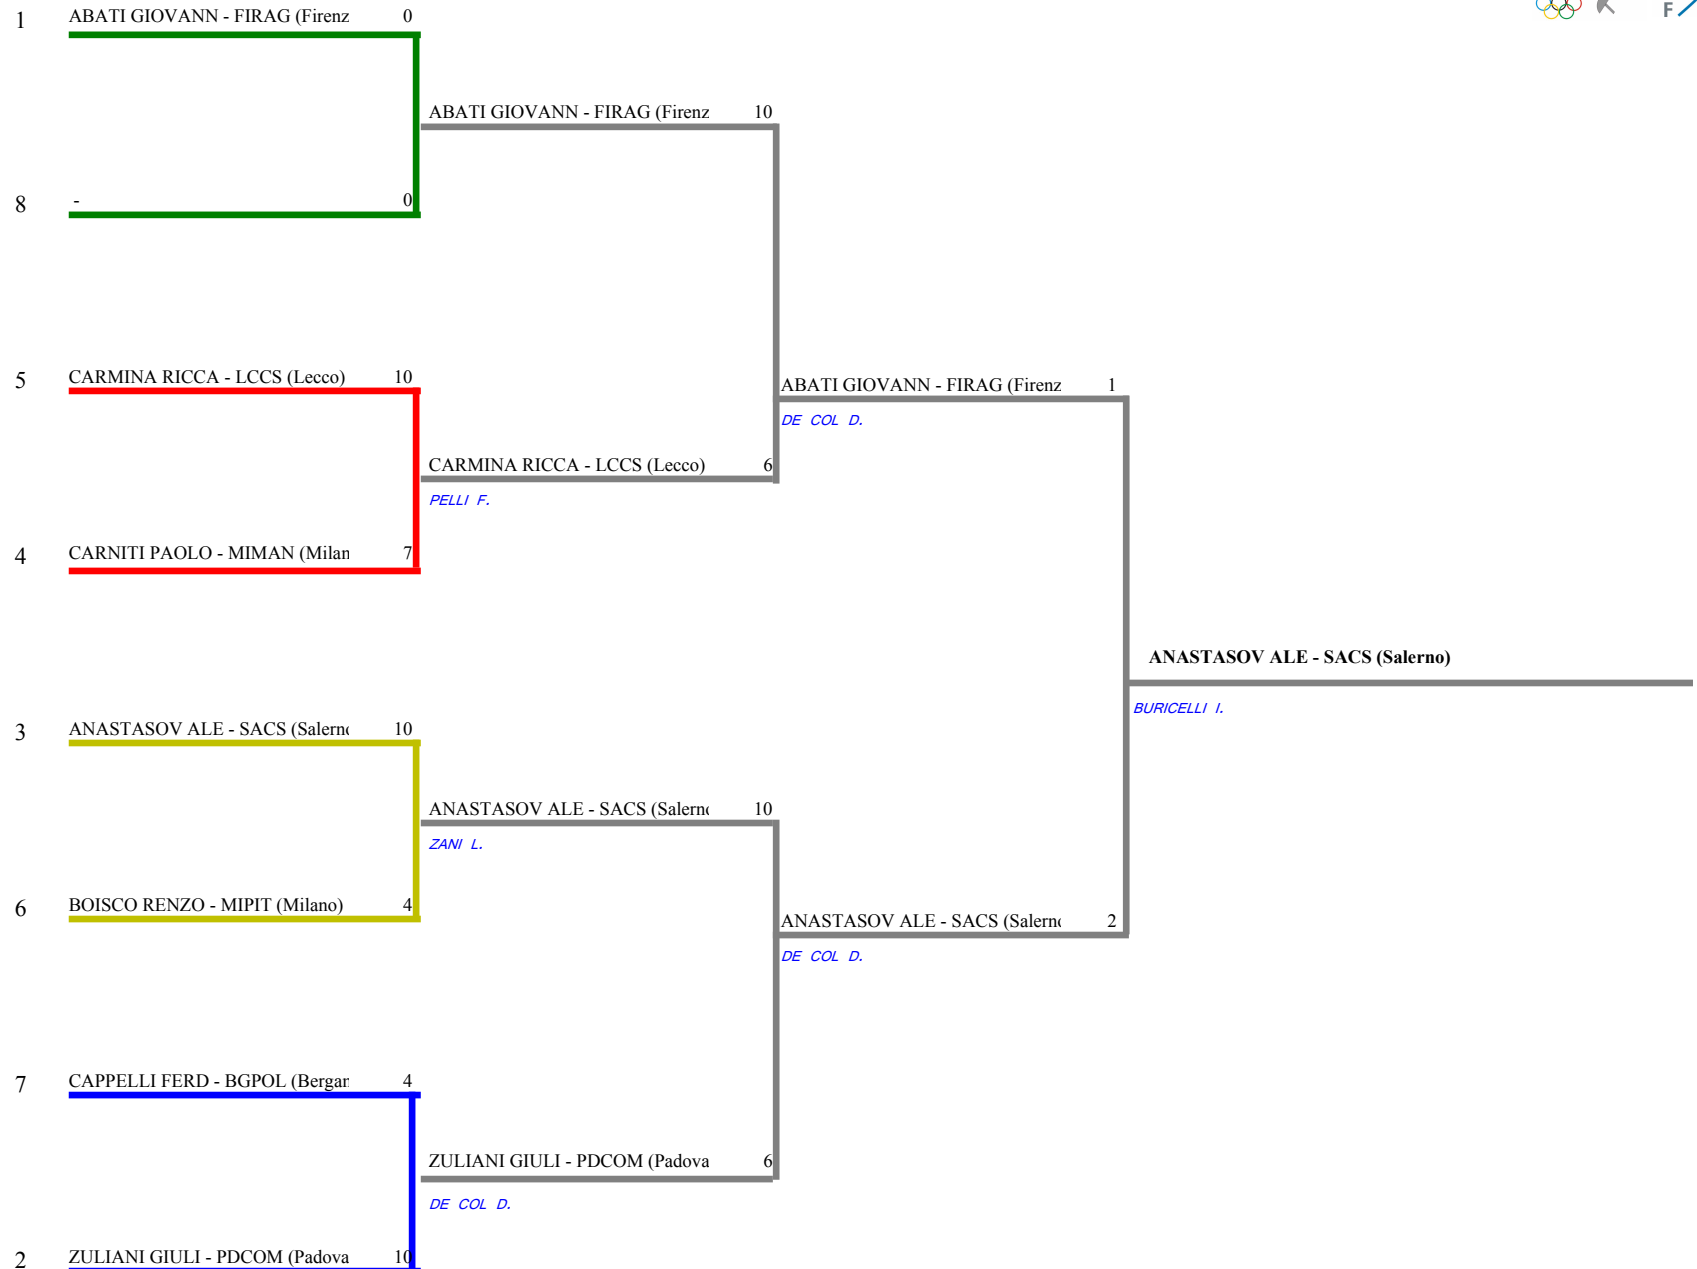 1 ABATI GIOVANN - FIRAG (Firenz 0
F
ABATI GIOVANN - FIRAG (Firenz 10
8 - 0
5 CARMINA RICCA - LCCS (Lecco) 10
ABATI GIOVANN - FIRAG (Firenz 1
DE COL D.
CARMINA RICCA - LCCS (Lecco) 6
PELLI F.
4 CARNITI PAOLO - MIMAN (Milan 7
ANASTASOV ALE - SACS (Salerno)
BURICELLI I.
3 ANASTASOV ALE - SACS (Salerno 10
ANASTASOV ALE - SACS (Salerno 10
ZANI L.
6 BOISCO RENZO - MIPIT (Milano) 4
ANASTASOV ALE - SACS (Salerno 2
DE COL D.
7 CAPPELLI FERD - BGPOL (Bergam 4
ZULIANI GIULI - PDCOM (Padova 6
DE COL D.
2 ZULIANI GIULI - PDCOM (Padova 10